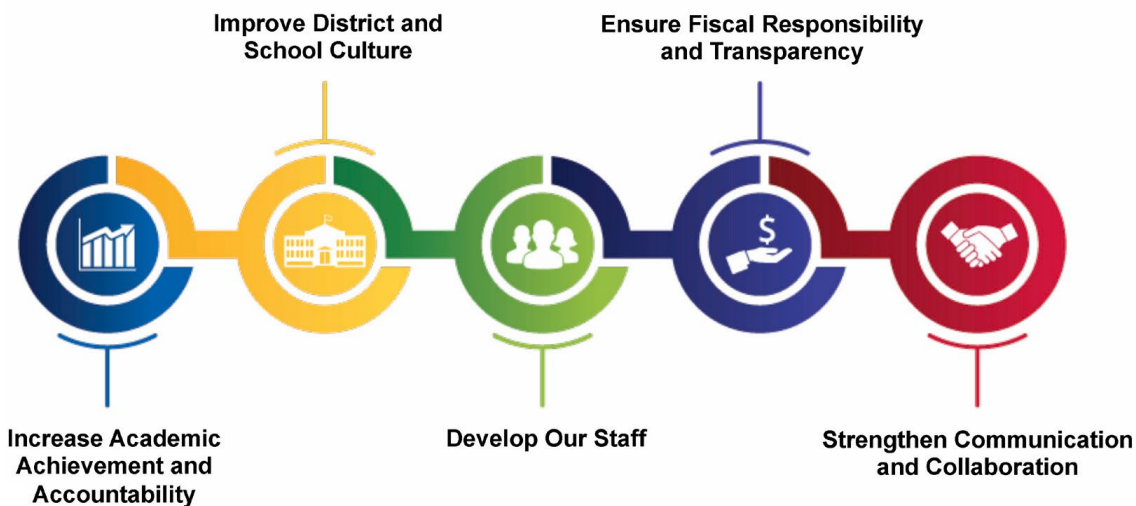 Improve District and
School Culture
Ensure Fiscal Responsibility
and Transparency
$
Increase Academic
Achievement and
Accountability
Develop Our Staff
Strengthen Communication
and Collaboration